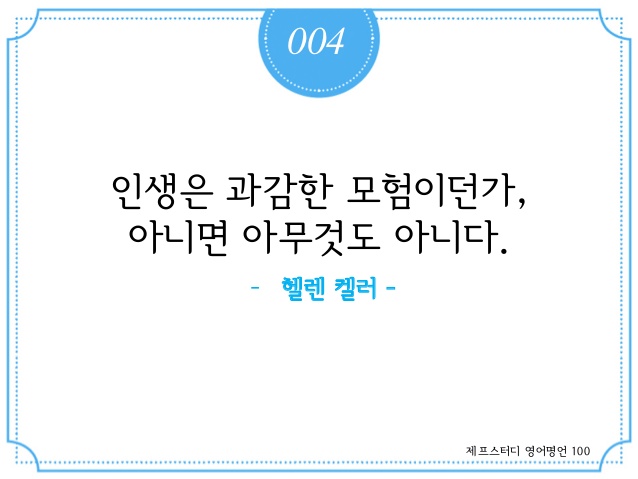 004
인생은 과감한 모험이던가,
아니면 아무것도 아니다.
- 헬렌 켈러 -
제프스터디 영어명언 100